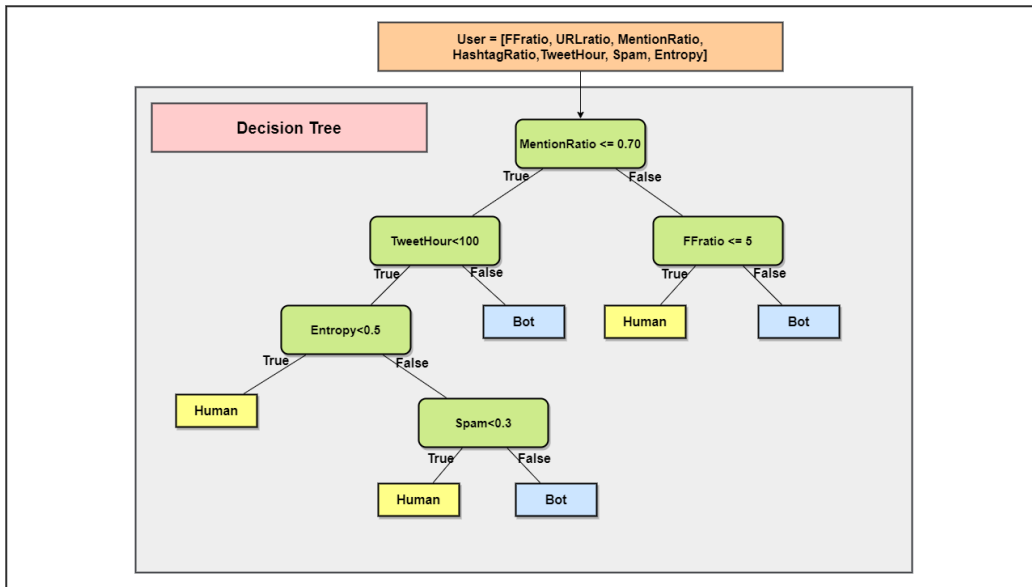 User = [FFratio, URLratio, MentionRatio,
HashtagRatio,TweetHour, Spam, Entropy]
Decision Tree
MentionRatio <= 0.70
True
False
TweetHour<100
FFratio <= 5
True
False
True
False
Entropy<0.5
Bot
Human
Bot
True
False
Human
Spam<0.3
True
False
Human
Bot